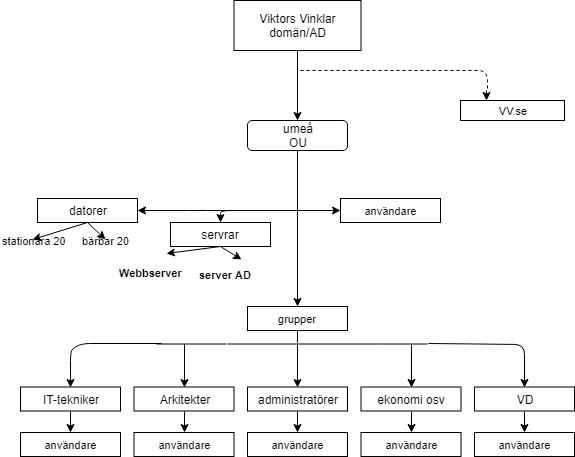 Viktors Vinklar
domän/AD
VV.se
umeå
OU
datorer
användare
servrar
stationära 20
bärbar 20
Webbserver
server AD
grupper
IT-tekniker
Arkitekter
administratörer
ekonomi osv
VD
användare
användare
användare
användare
användare